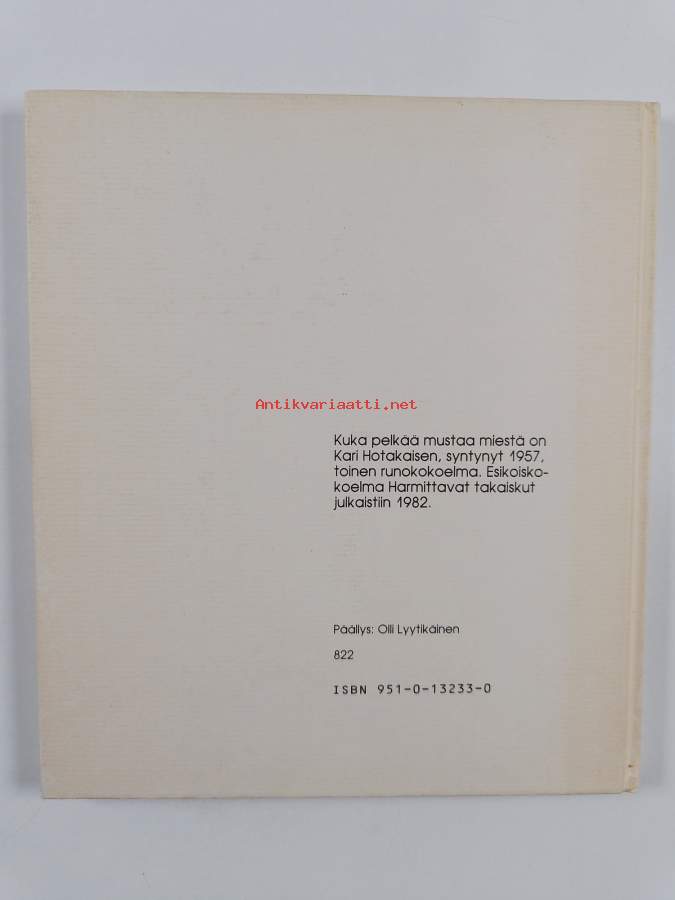 Antikvariaatti.net
Kuka pelkää mustaa miestä on
Kari Hotakaisen, syntynyt 1957,
toinen runokokoelma. Esikoisko-
koelma Harmittavat takaiskut
julkaistiin 1982.
Päällys: Olli Lyytikäinen
822
ISBN 951-0-13233-0